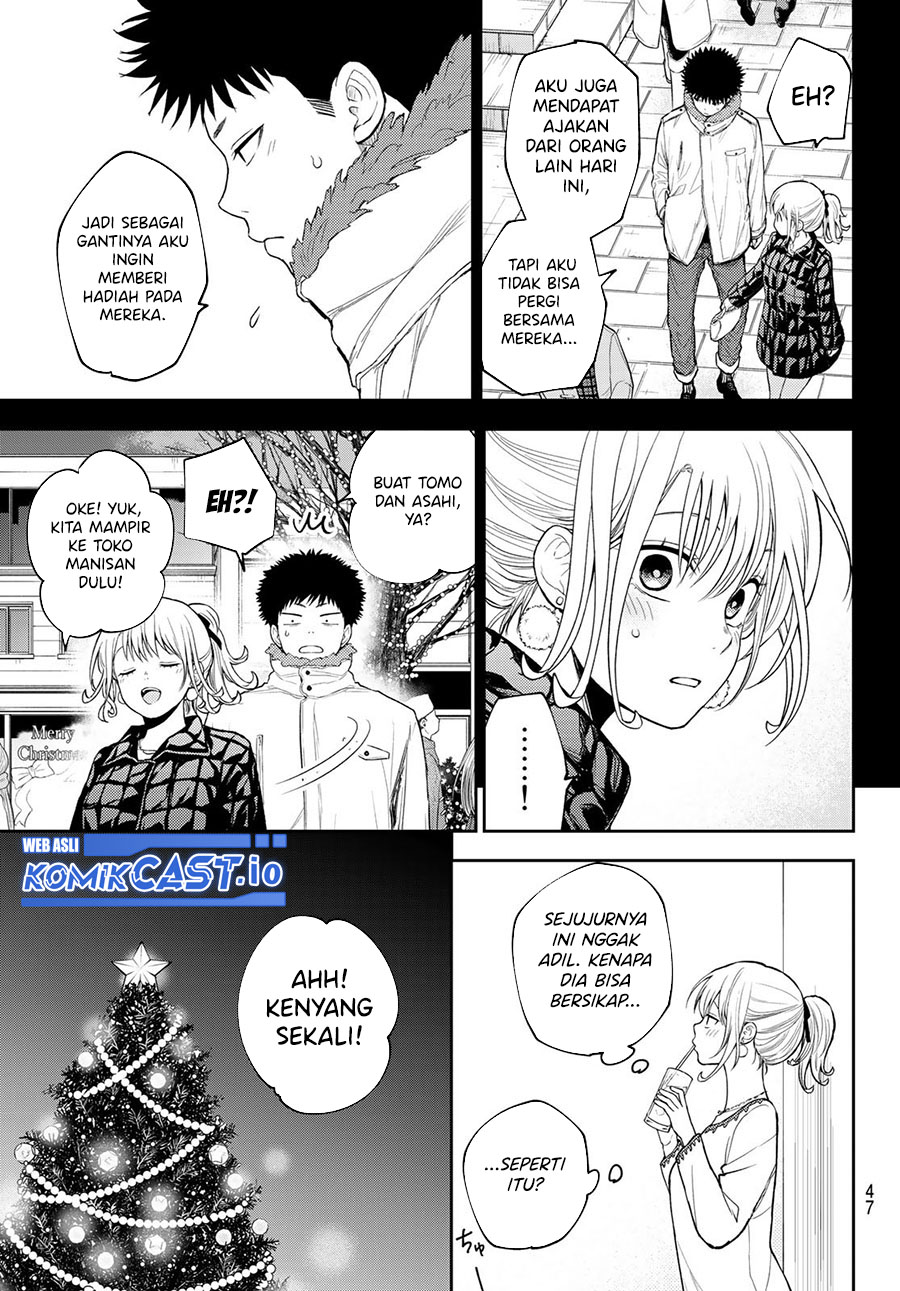 EH?
AKU JUGA
MENDAPAT
AJAKAN
DARI ORANG
LAIN HARI
INI,
TAPI AKU
TIDAK BISA
PERGI
BERSAMA
MEREKA...
JADI SEBAGAI
GANTINYA AKU
INGIN
MEMBERI
HADIAH PADA
MEREKA.
.......
BUAT TOMO
DAN ASAHI,
YA?
EH?!
OKE! YUK,
KITA MAMPIR
KE TOKO
MANISAN
DULU!
Merry
Christmas
WEB ASLI
KOMIKCAST.iO
SEJUJURNYA
INI NGGAK
ADIL. KENAPA
DIA BISA
BERSIKAP...
...SEPERTI
ITU?
ちゅ
AHH!
KENYANG
SEKALI!
47